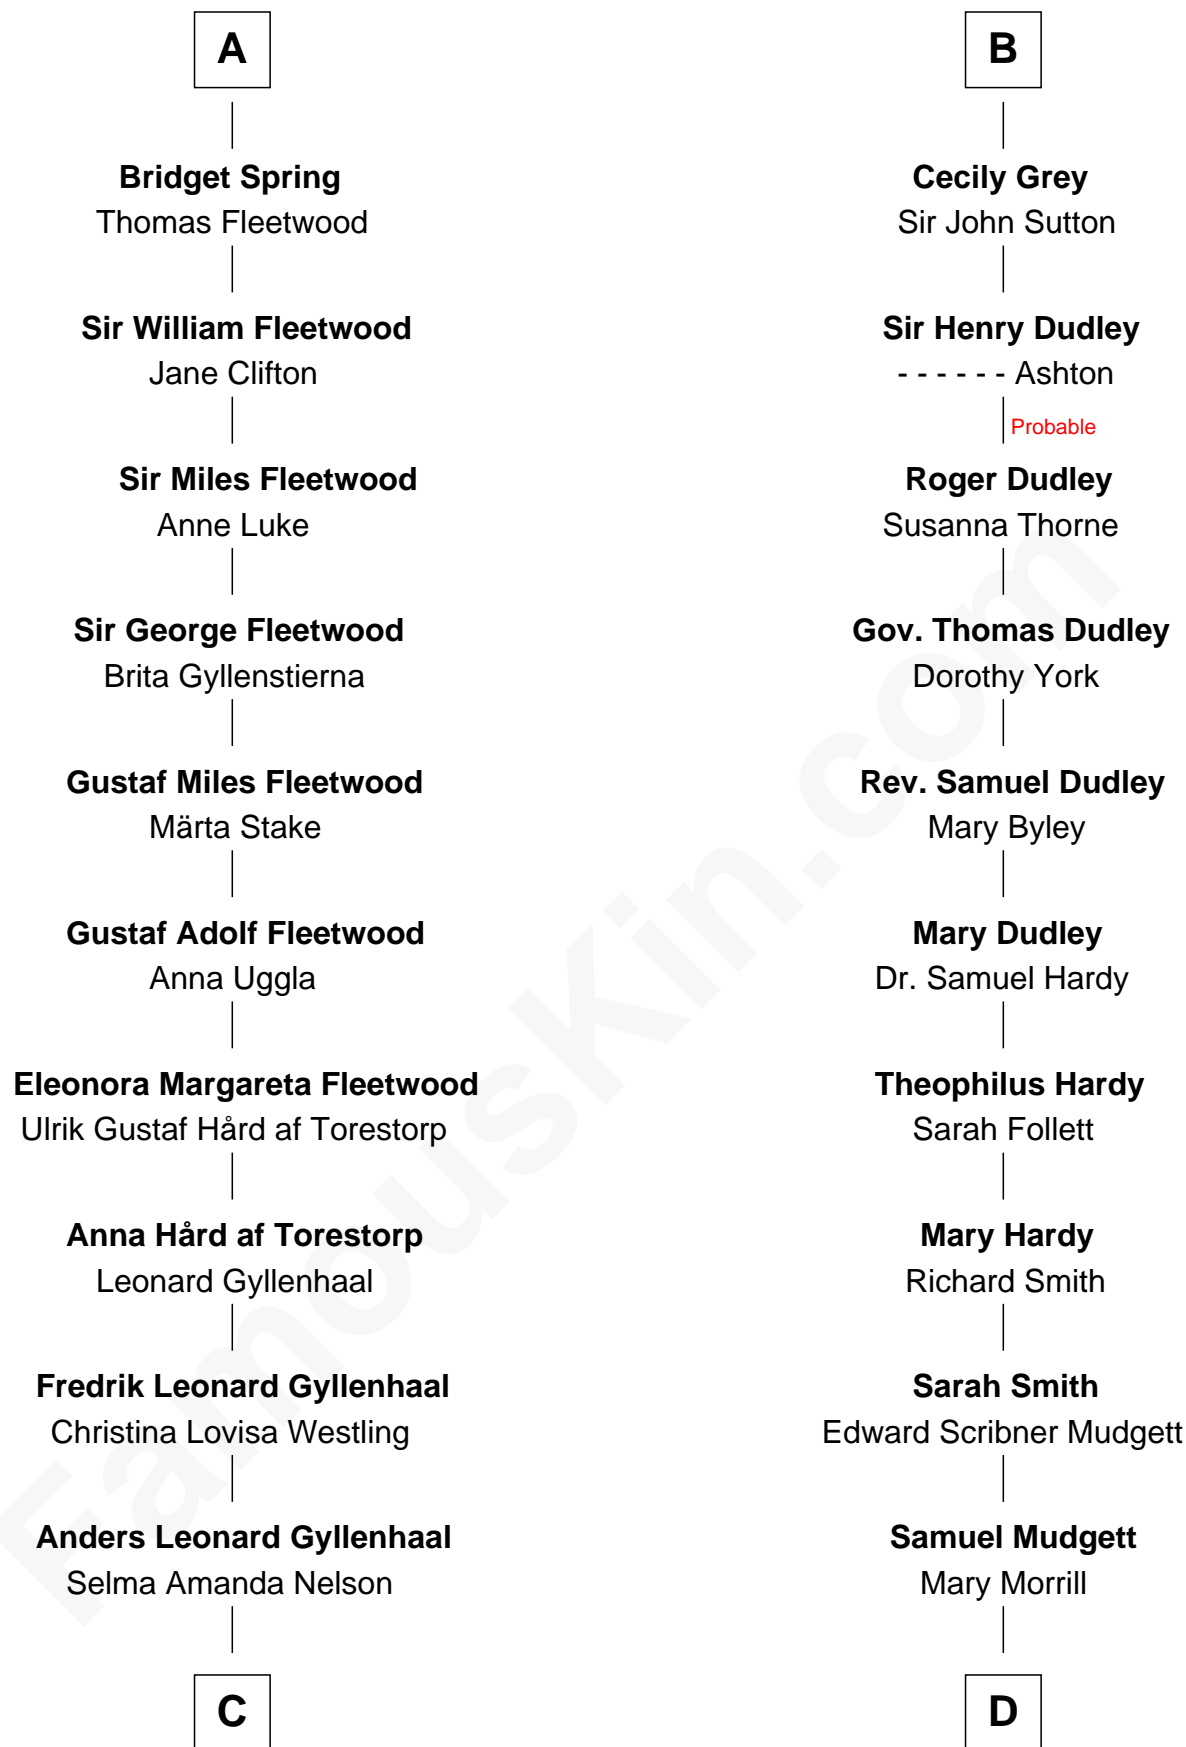 A
Bridget Spring
Thomas Fleetwood
Sir William Fleetwood
Jane Clifton
Sir Miles Fleetwood
Anne Luke
Sir George Fleetwood
Brita Gyllenstierna
Gustaf Miles Fleetwood
Märta Stake
Gustaf Adolf Fleetwood
Anna Uggla
Eleonora Margareta Fleetwood
Ulrik Gustaf Hård af Torestorp
Anna Hård af Torestorp
Leonard Gyllenhaal
Fredrik Leonard Gyllenhaal
Christina Lovisa Westling
Anders Leonard Gyllenhaal
Selma Amanda Nelson
C
B
Cecily Grey
Sir John Sutton
Sir Henry Dudley
- - - - - - Ashton
Probable
Roger Dudley
Susanna Thorne
Gov. Thomas Dudley
Dorothy York
Rev. Samuel Dudley
Mary Byley
Mary Dudley
Dr. Samuel Hardy
Theophilus Hardy
Sarah Follett
Mary Hardy
Richard Smith
Sarah Smith
Edward Scribner Mudgett
Samuel Mudgett
Mary Morrill
D
FamousKin.com